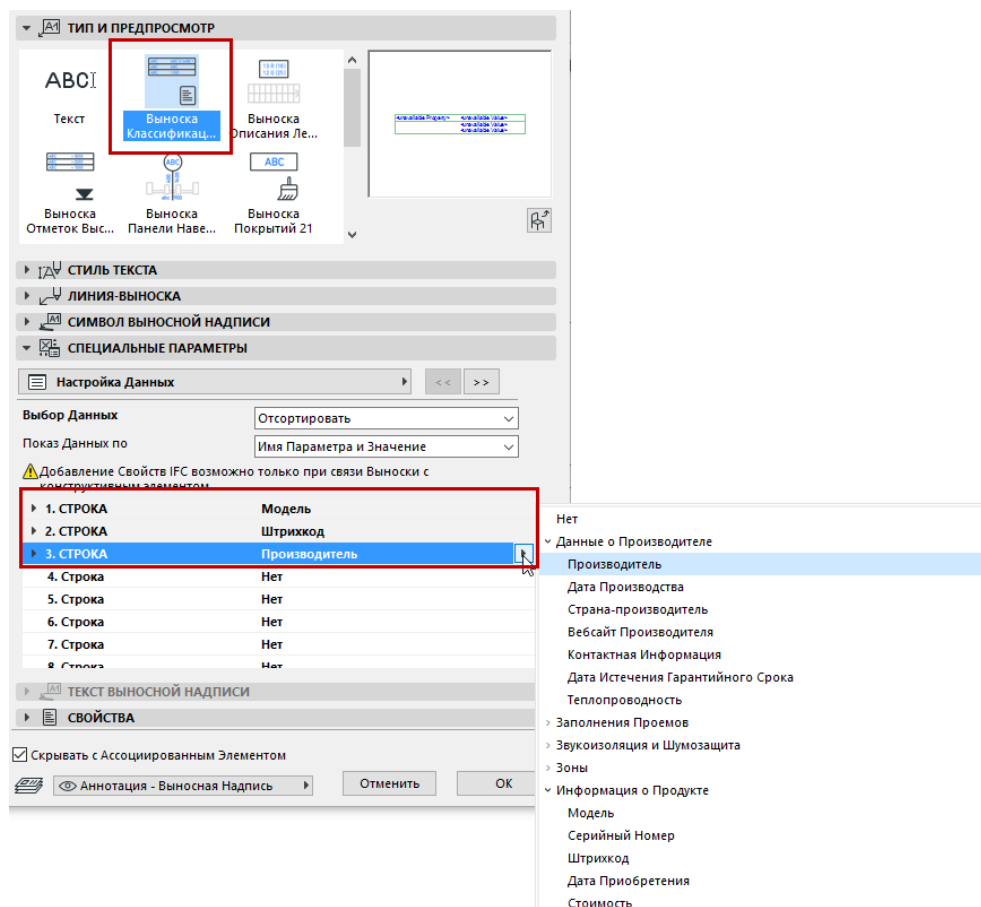 ТИП И ПРЕДПРОСМОТР
ABC
Текст
Выноска
Классификац...
Выноска
Описания Ле...
ABC
ABC
Выноска
Отметок Выс...
Выноска
Панели Наве...
Выноска
Покрытий 21
СТИЛЬ ТЕКСТА
ЛИНИЯ-ВЫНОСКА
СИМВОЛ ВЫНОСНОЙ НАДПИСИ
СПЕЦИАЛЬНЫЕ ПАРАМЕТРЫ
Настройка Данных
<<
>>
Выбор Данных
Отсортировать
Показ Данных по
Имя Параметра и Значение
Добавление Свойств IFC возможно только при связи Выноски с
конструктивным элементом
1. СТРОКА Модель
2. СТРОКА Штрихкод
3. СТРОКА Производитель
4. Строка Нет
5. Строка Нет
6. Строка Нет
7. Строка Нет
8. Строка Нет
ТЕКСТ ВЫНОСНОЙ НАДПИСИ
СВОЙСТВА
Скрывать с Ассоциированным Элементом
Аннотация - Выносная Надпись
Отменить
OK
Нет
Данные о Производителе
Производитель
Дата Производства
Страна-производитель
Вебсайт Производителя
Контактная Информация
Дата Истечения Гарантийного Срока
Теплопроводность
Заполнения Проемов
Звукоизоляция и Шумозащита
Зоны
Информация о Продукте
Модель
Серийный Номер
Штрихкод
Дата Приобретения
Стоимость